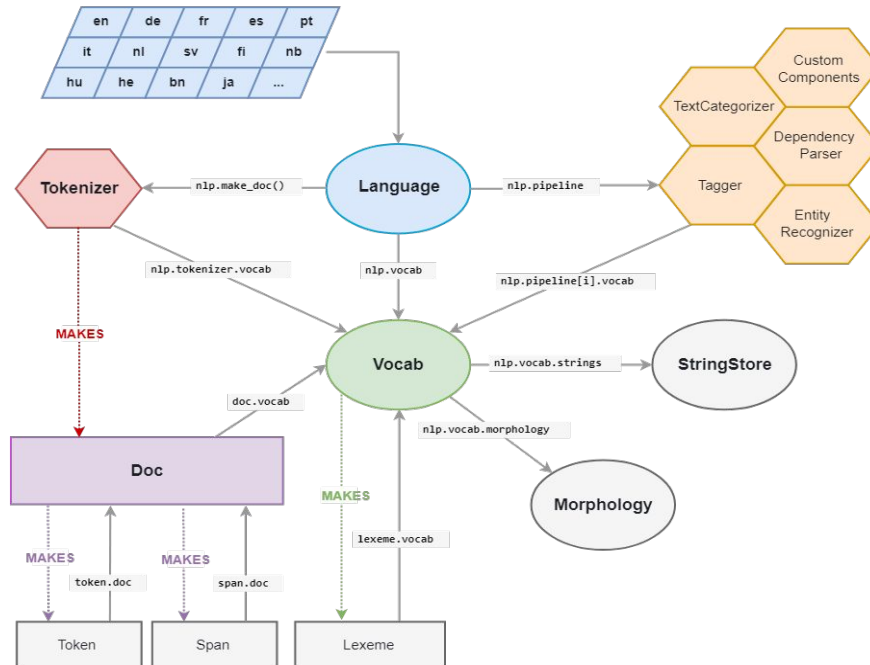 en de fr es pt
it nl sv fi nb
hu he bn ja ...
Custom
Components
TextCategorizer
Dependency
Parser
Tagger
Entity
Recognizer
Tokenizer
nlp.make_doc()
Language
nlp.pipeline
nlp.tokenizer.vocab
nlp.vocab
nlp.pipeline[i].vocab
MAKES
Vocab
nlp.vocab.strings
StringStore
doc.vocab
nlp.vocab.morphology
Doc
MAKES
Morphology
lexeme.vocab
MAKES
MAKES
token.doc
span.doc
Token
Span
Lexeme